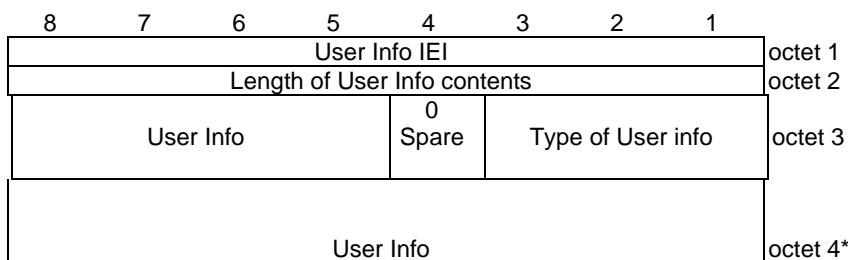 8 7 6 5 4 3 2 1
User Info IEI octet 1
Length of User Info contents octet 2
0
User Info Spare Type of User info octet 3
User Info octet 4*